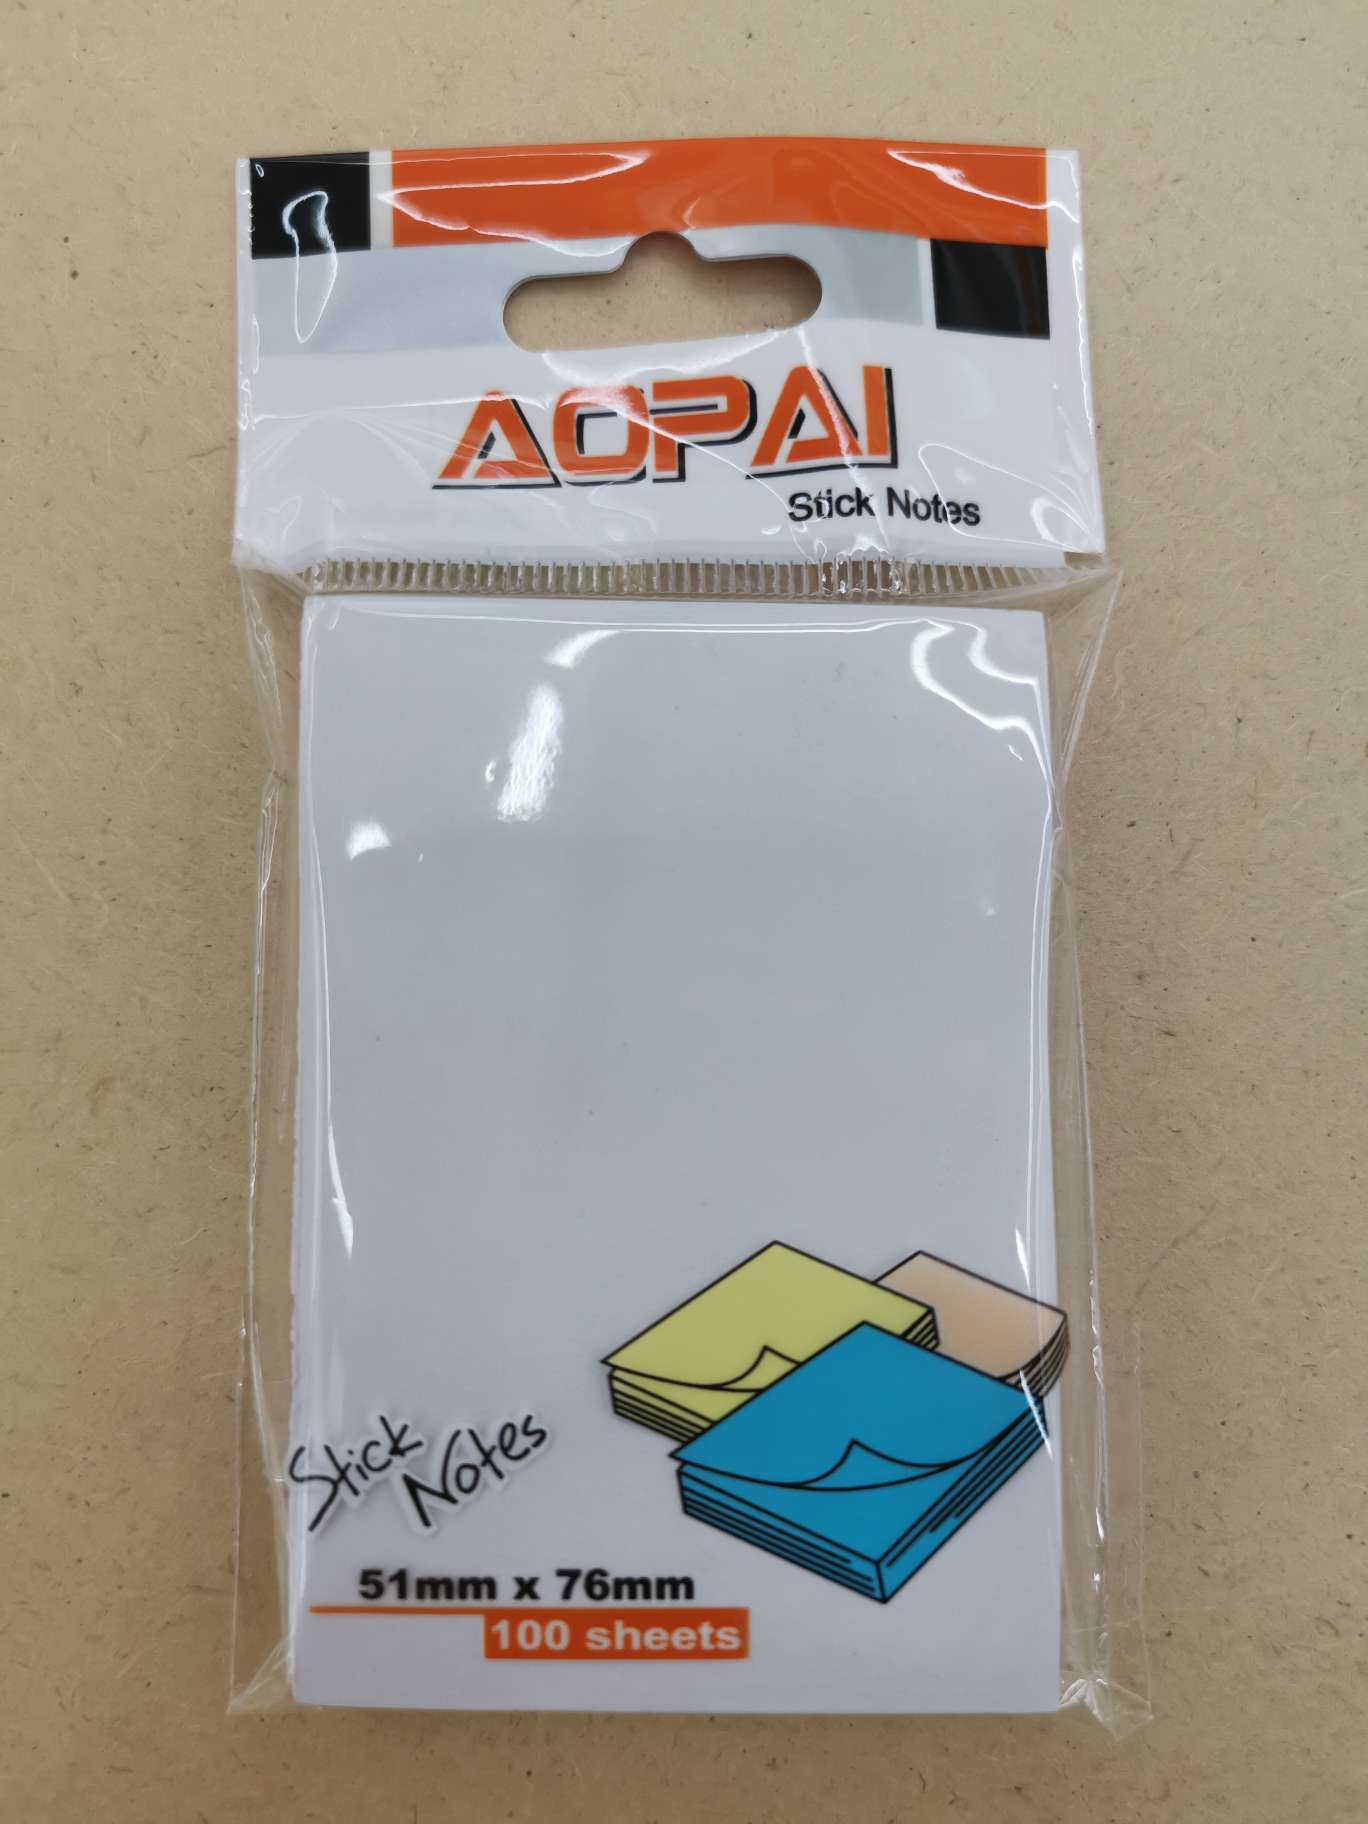 AOPAI
Stick Notes
Stick
Notes
51mm x 76mm
100 sheets